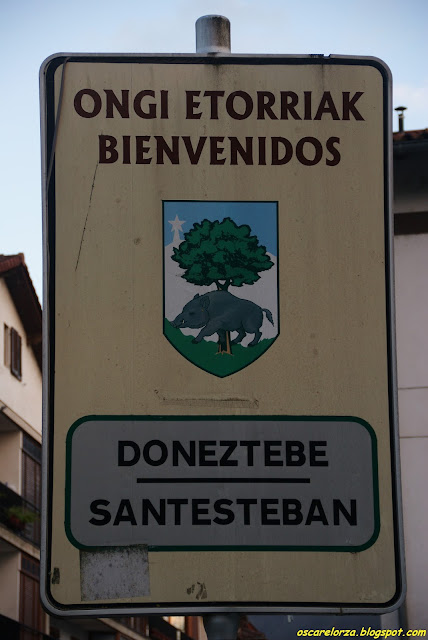 ONGI ETORRIAK
BIENVENIDOS
DONEZTEBE
SANTESTEBAN
oscarelorza.blogspot.com